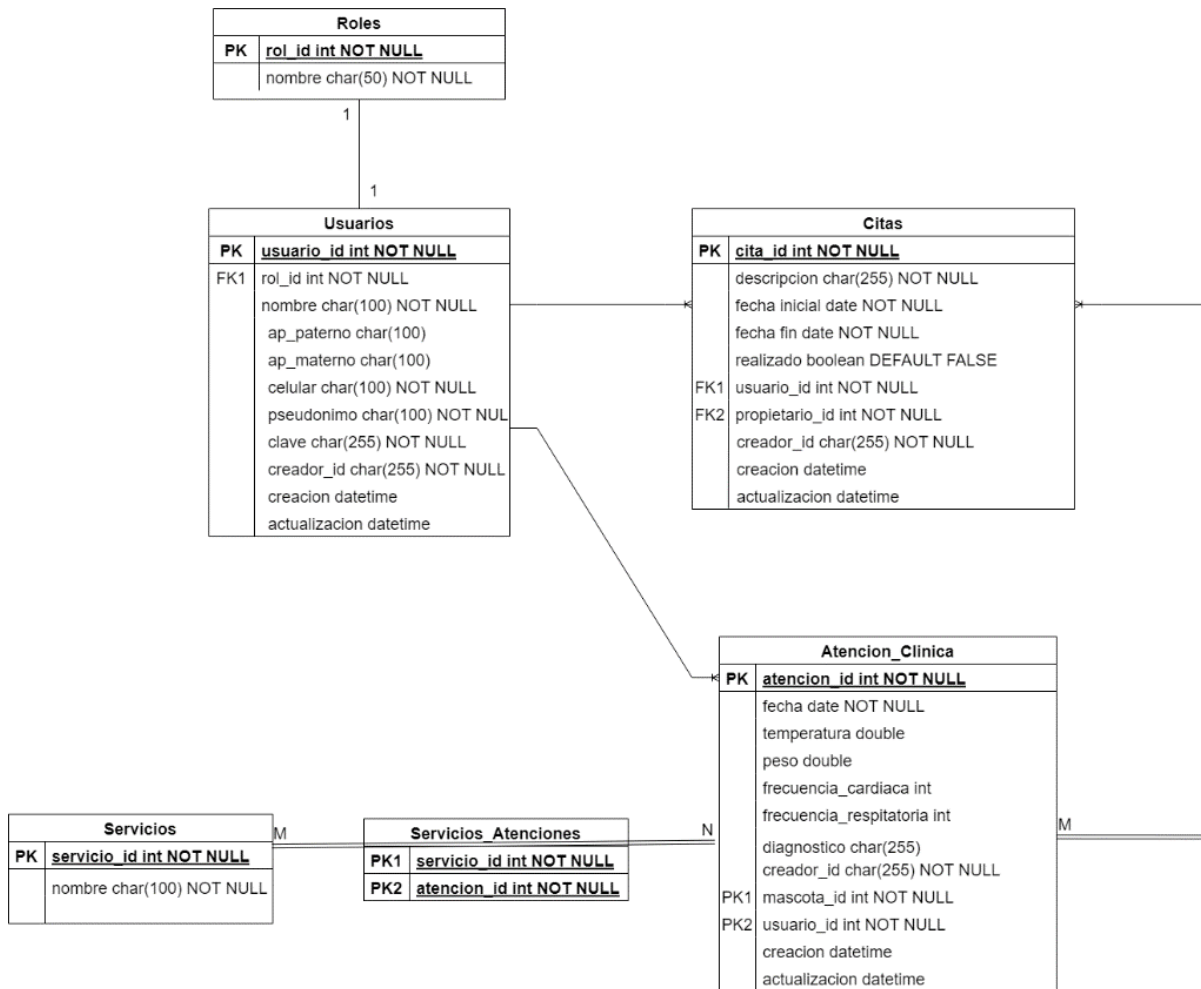 Roles
PK rol_id int NOT NULL
nombre char(50) NOT NULL
1
1
Usuarios
PK usuario_id int NOT NULL
FK1 rol_id int NOT NULL
nombre char(100) NOT NULL
ap_paterno char(100)
ap_materno char(100)
celular char(100) NOT NULL
pseudonimo char(100) NOT NUL
clave char(255) NOT NULL
creador_id char(255) NOT NULL
creacion datetime
actualizacion datetime
Citas
PK cita_id int NOT NULL
descripcion char(255) NOT NULL
fecha inicial date NOT NULL
fecha fin date NOT NULL
realizado boolean DEFAULT FALSE
FK1 usuario_id int NOT NULL
FK2 propietario_id int NOT NULL
creador_id char(255) NOT NULL
creacion datetime
actualizacion datetime
Atencion_Clinica
PK atencion_id int NOT NULL
fecha date NOT NULL
temperatura double
peso double
frecuencia_cardiaca int
frecuencia_respitatoria int
diagnostico char(255)
creador_id char(255) NOT NULL
PK1 mascota_id int NOT NULL
PK2 usuario_id int NOT NULL
creacion datetime
actualizacion datetime
M
Servicios
PK servicio_id int NOT NULL
nombre char(100) NOT NULL
M
Servicios_Atenciones
PK1 servicio_id int NOT NULL
PK2 atencion_id int NOT NULL
N